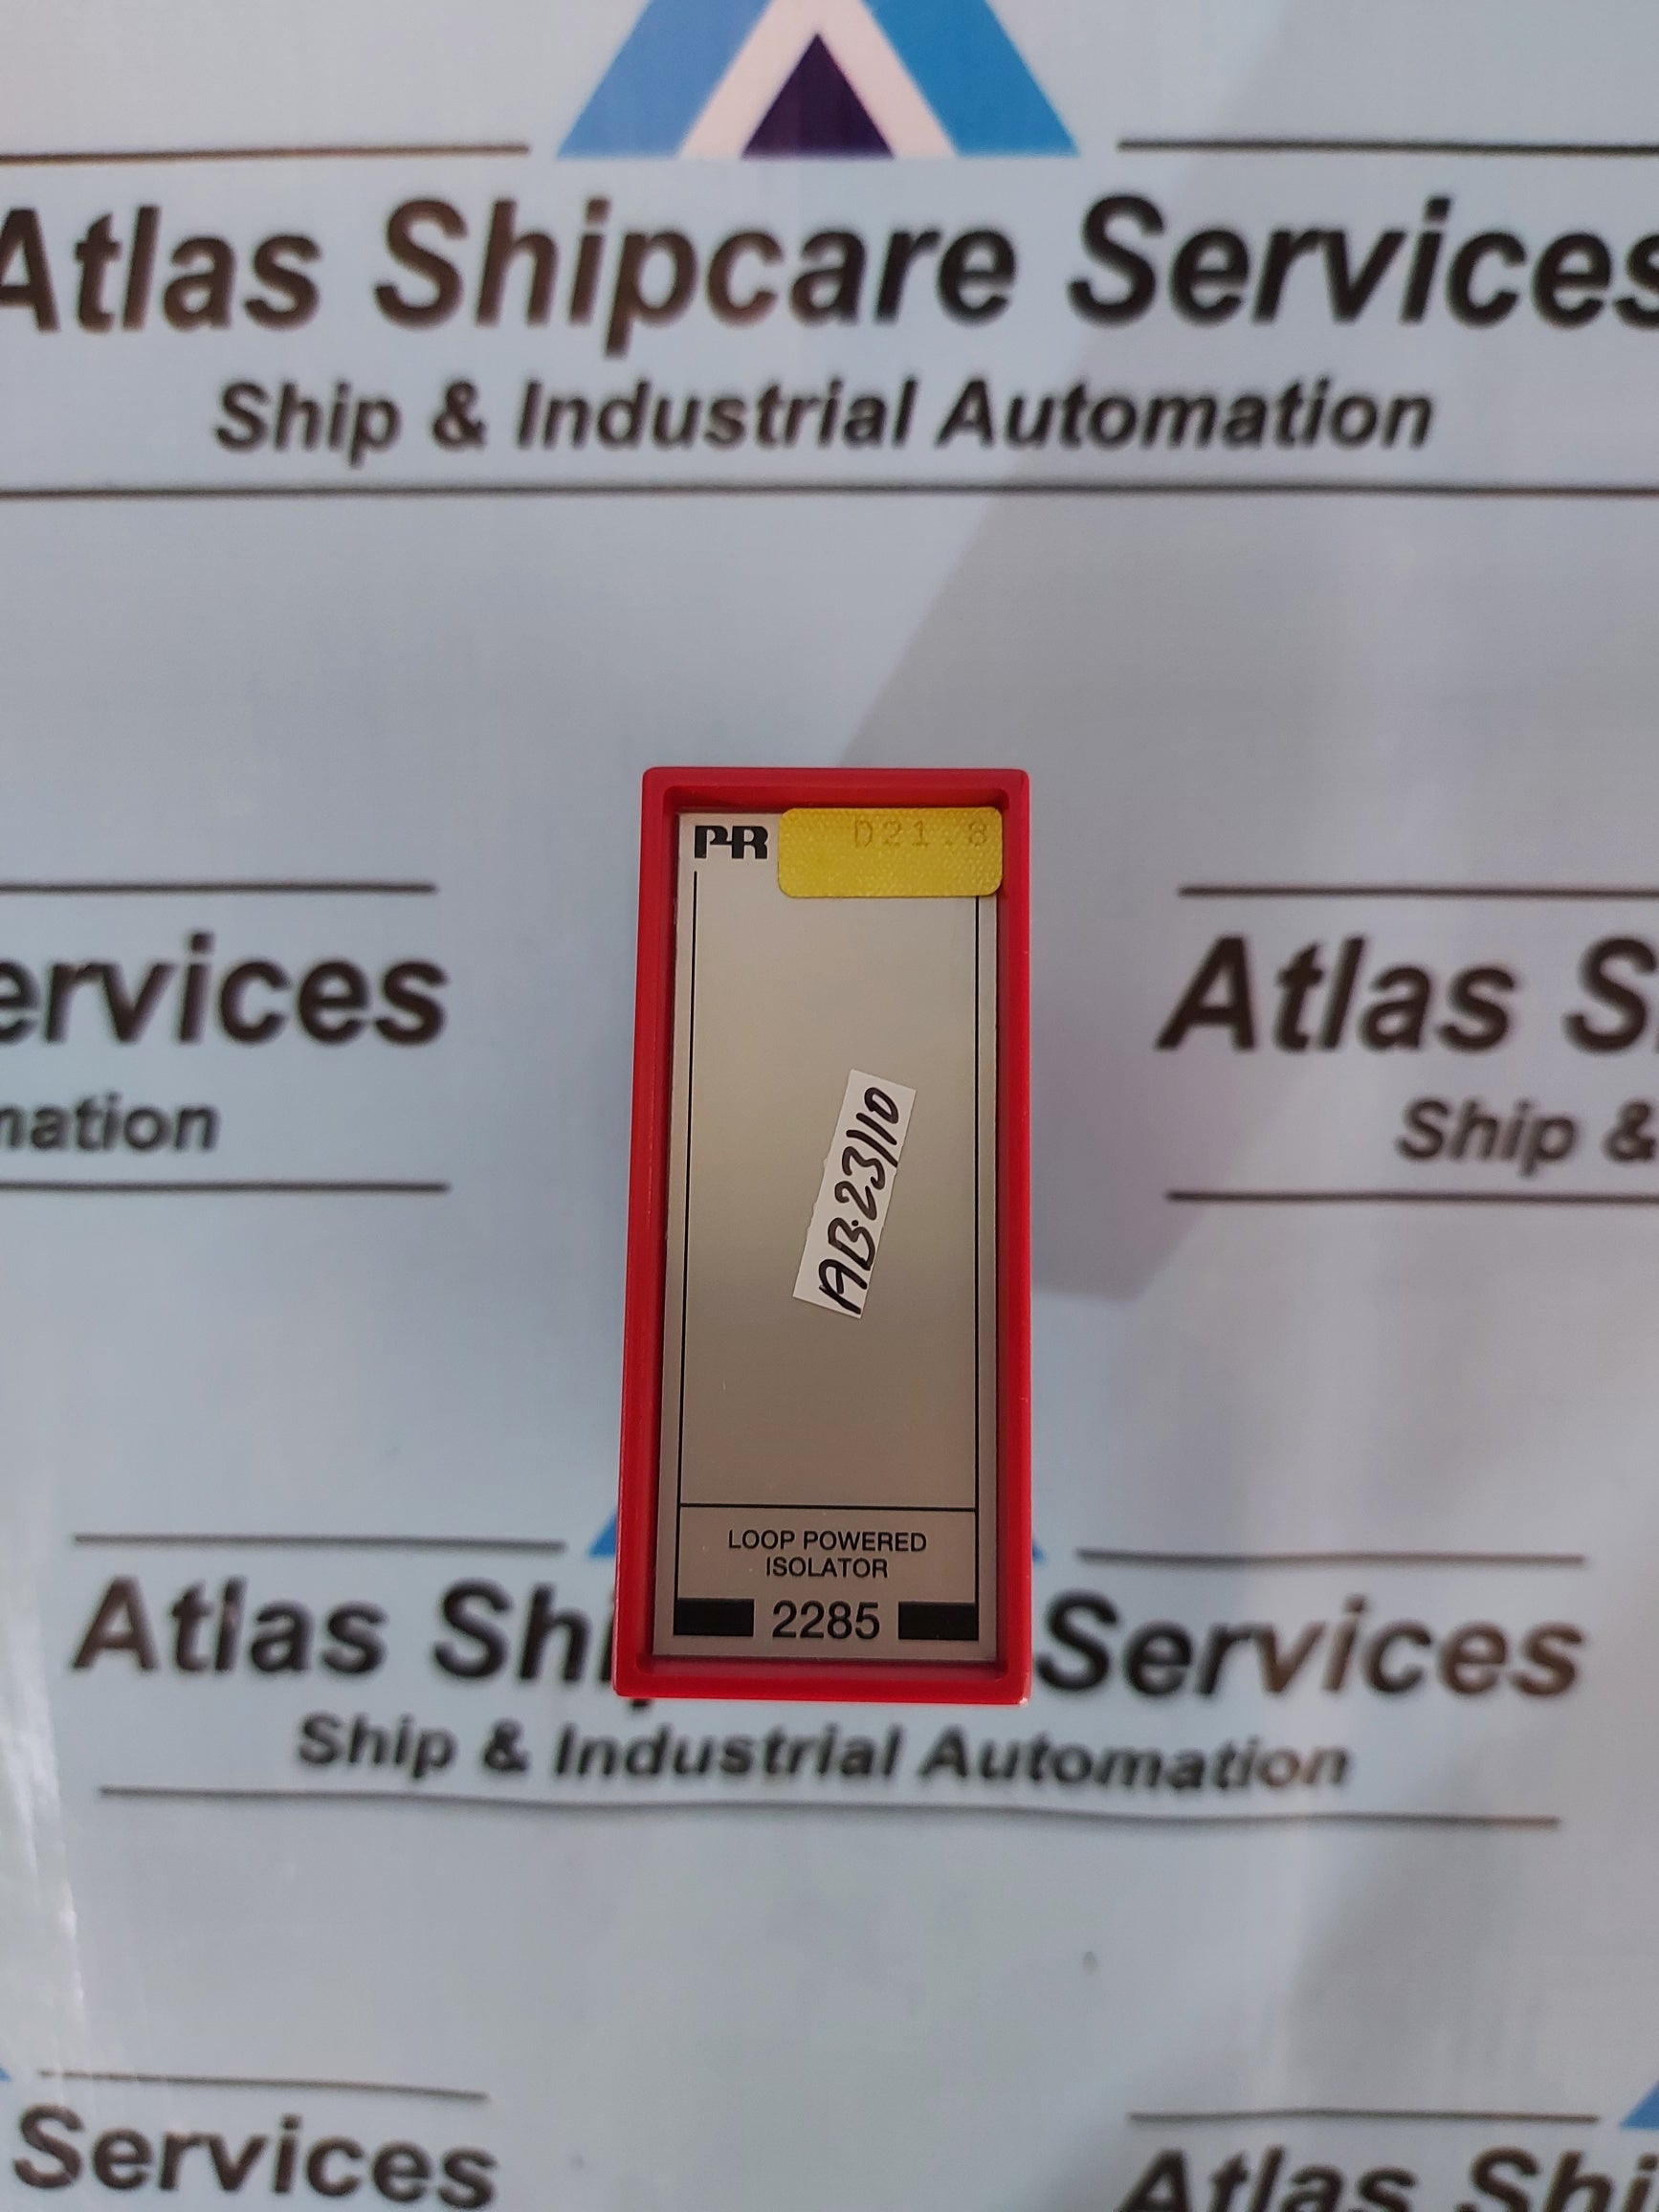 Atlas Shipcare Services
Ship & Industrial Automation
PR
D21.8
ervices
mation
Atlas S
Ship &
AB.23/10
LOOP POWERED
ISOLATOR
2285
Atlas Shi Services
Ship & Industrial Automation
Services
Atlas Shi